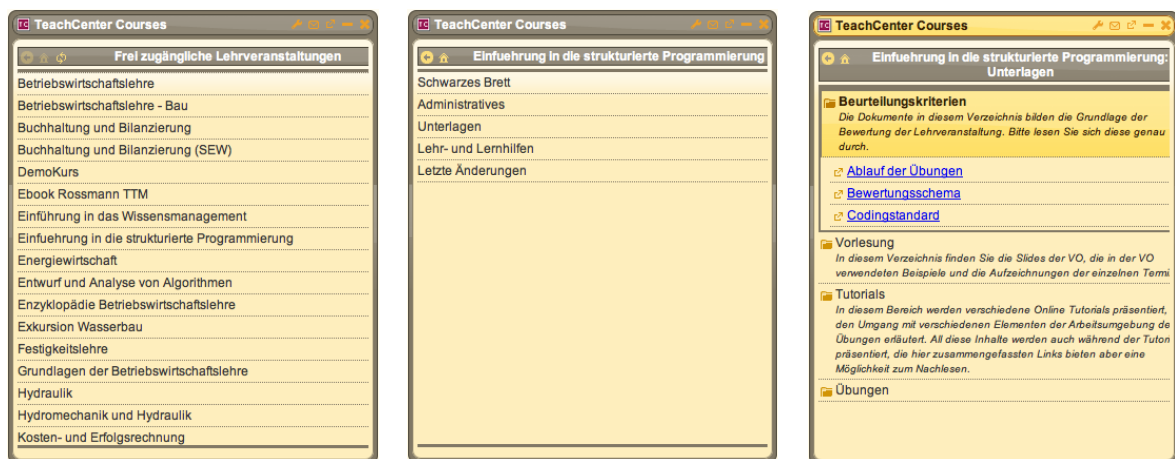 TC TeachCenter Courses
Frei zugängliche Lehrveranstaltungen
Betriebswirtschaftslehre
Betriebswirtschaftslehre - Bau
Buchhaltung und Bilanzierung
Buchhaltung und Bilanzierung (SEW)
DemoKurs
Ebook Rossmann TTM
Einführung in das Wissensmanagement
Einfuehrung in die strukturierte Programmierung
Energiewirtschaft
Entwurf und Analyse von Algorithmen
Enzyklopädie Betriebswirtschaftslehre
Exkursion Wasserbau
Festigkeitslehre
Grundlagen der Betriebswirtschaftslehre
Hydraulik
Hydromechanik und Hydraulik
Kosten- und Erfolgsrechnung
TC TeachCenter Courses
Einfuehrung in die strukturierte Programmierung
Schwarzes Brett
Administratives
Unterlagen
Lehr- und Lernhilfen
Letzte Änderungen
TC TeachCenter Courses
Einfuehrung in die strukturierte Programmierung:
Unterlagen
Beurteilungskriterien
Die Dokumente in diesem Verzeichnis bilden die Grundlage der
Bewertung der Lehrveranstaltung. Bitte lesen Sie sich diese genau
durch.
Ablauf der Übungen
Bewertungsschema
Codingstandard
Vorlesung
In diesem Verzeichnis finden Sie die Slides der VO, die in der VO
verwendeten Beispiele und die Aufzeichnungen der einzelnen Termi
Tutorials
In diesem Bereich werden verschiedene Online Tutorials präsentiert,
den Umgang mit verschiedenen Elementen der Arbeitsumgebung de
Übungen erläutert. All diese Inhalte werden auch während der Tutor
präsentiert, die hier zusammengefassten Links bieten aber eine
Möglichkeit zum Nachlesen.
Übungen